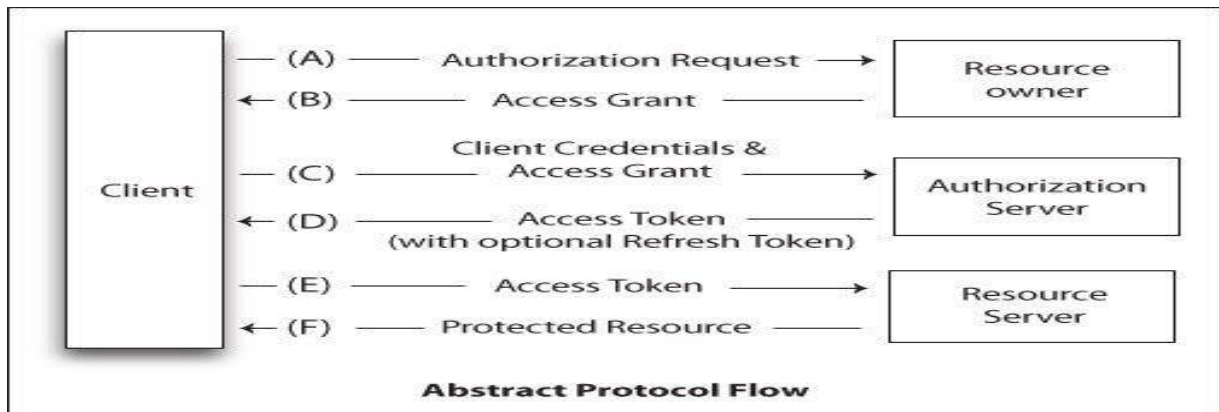 (A) Authorization Request
Resource
owner
(B) Access Grant
Client Credentials &
(C) Access Grant
Client
Authorization
Server
(D) Access Token
(with optional Refresh Token)
(E) Access Token
Resource
Server
(F) Protected Resource
Abstract Protocol Flow